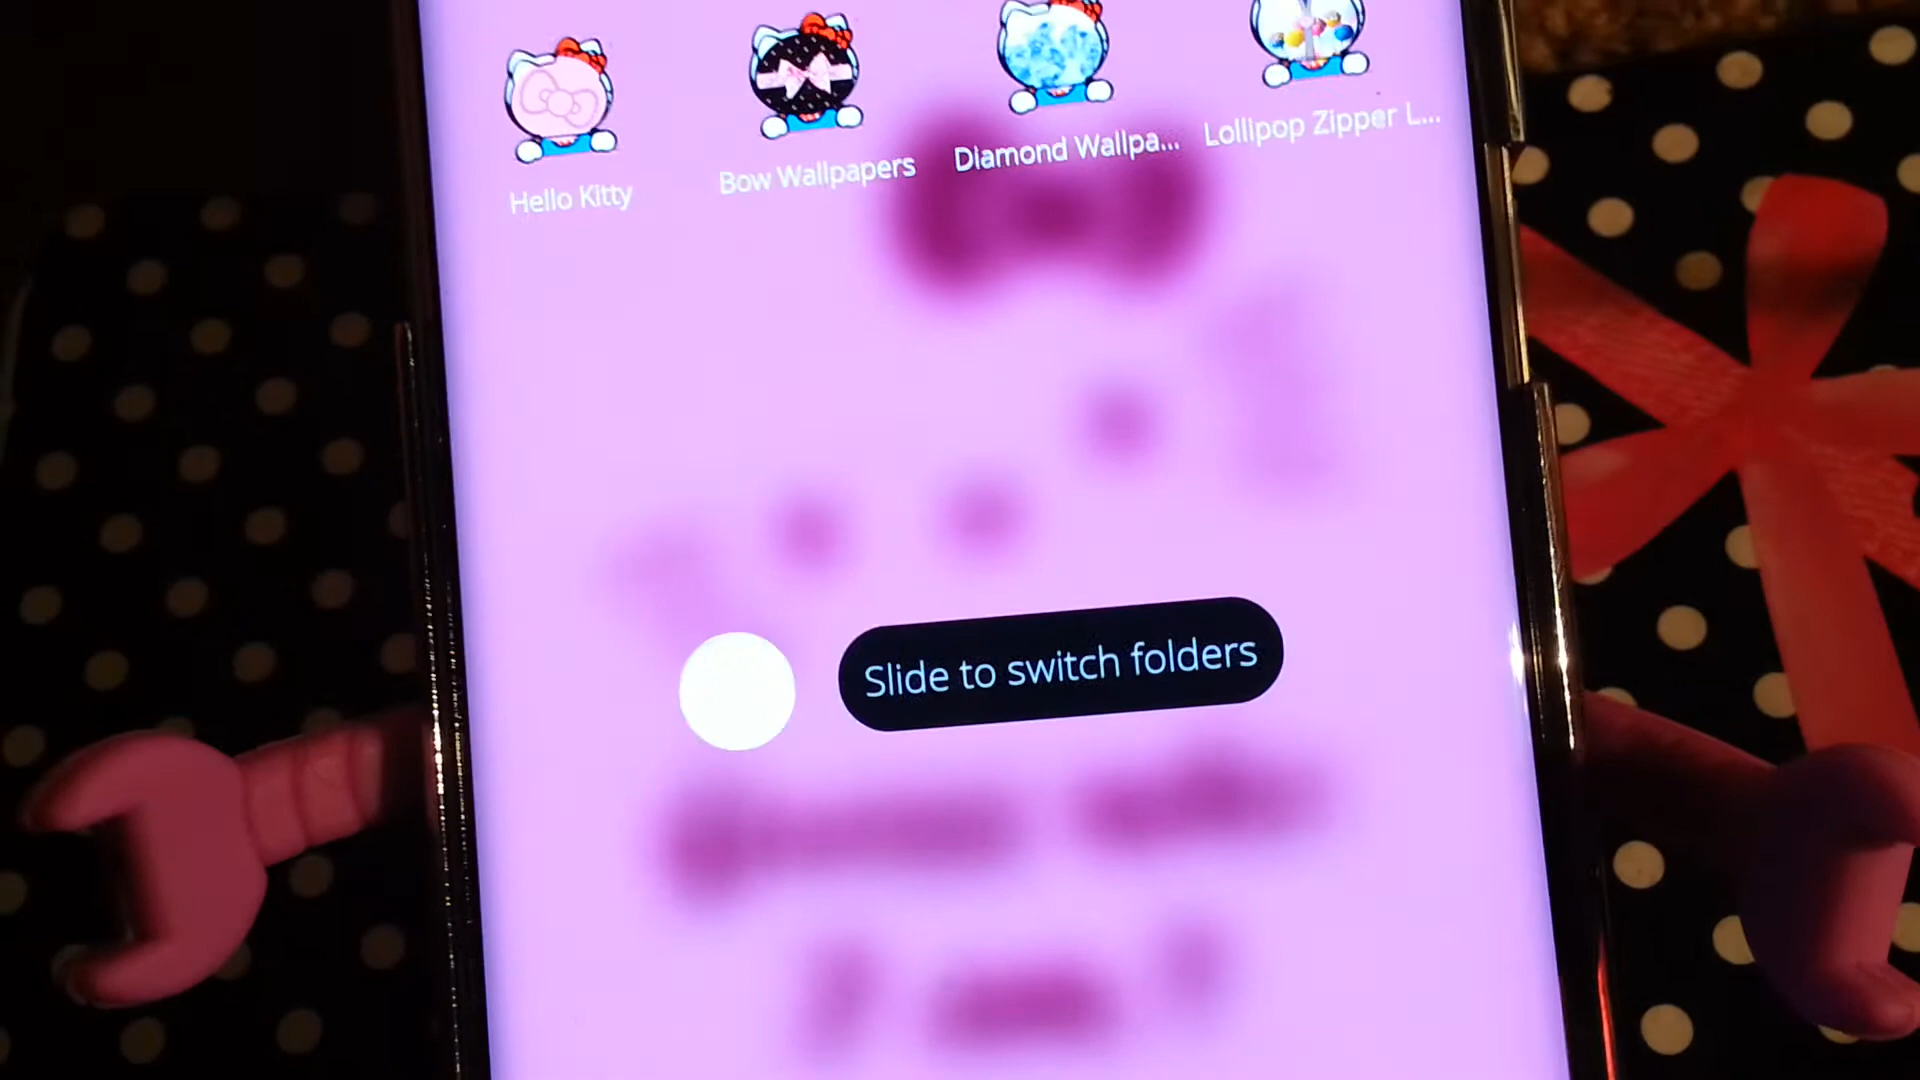 Hello Kitty
Bow Wallpapers
Diamond Wallpa...
Lollipop Zipper L...
Slide to switch folders